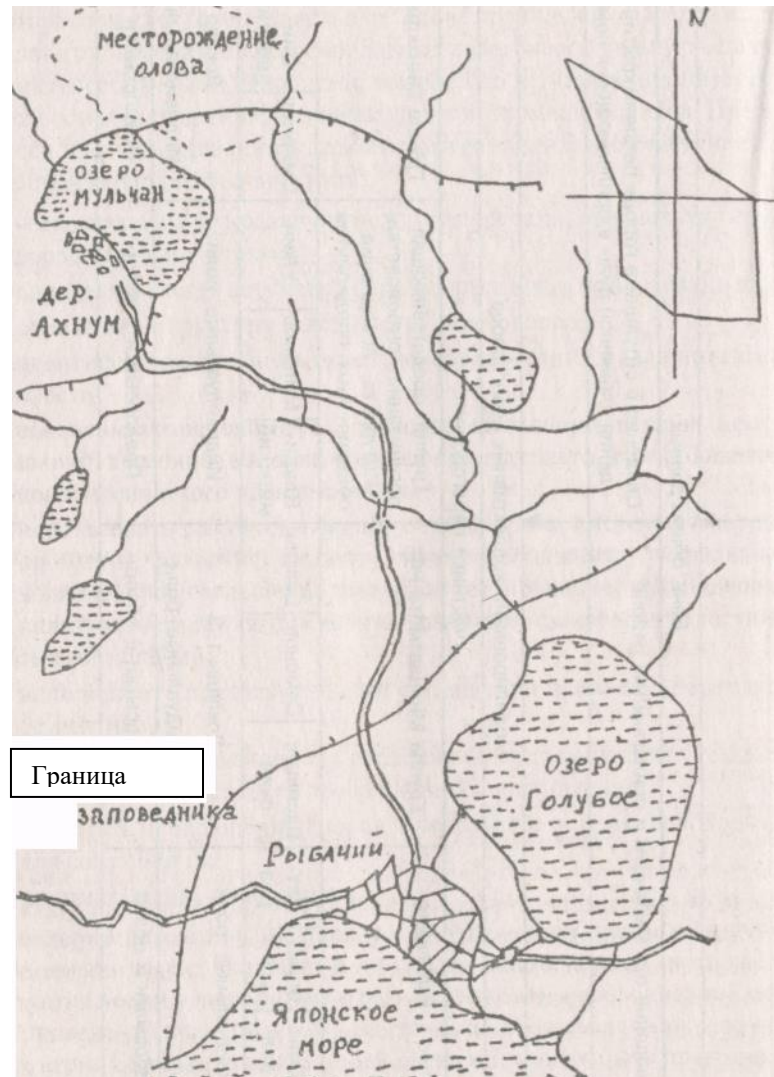 месторождение
олова
N
озеро
Мульчан
дер.
Ахнум
Граница
заповедника
Рыбачий
Озеро
Голубое
Японское
море